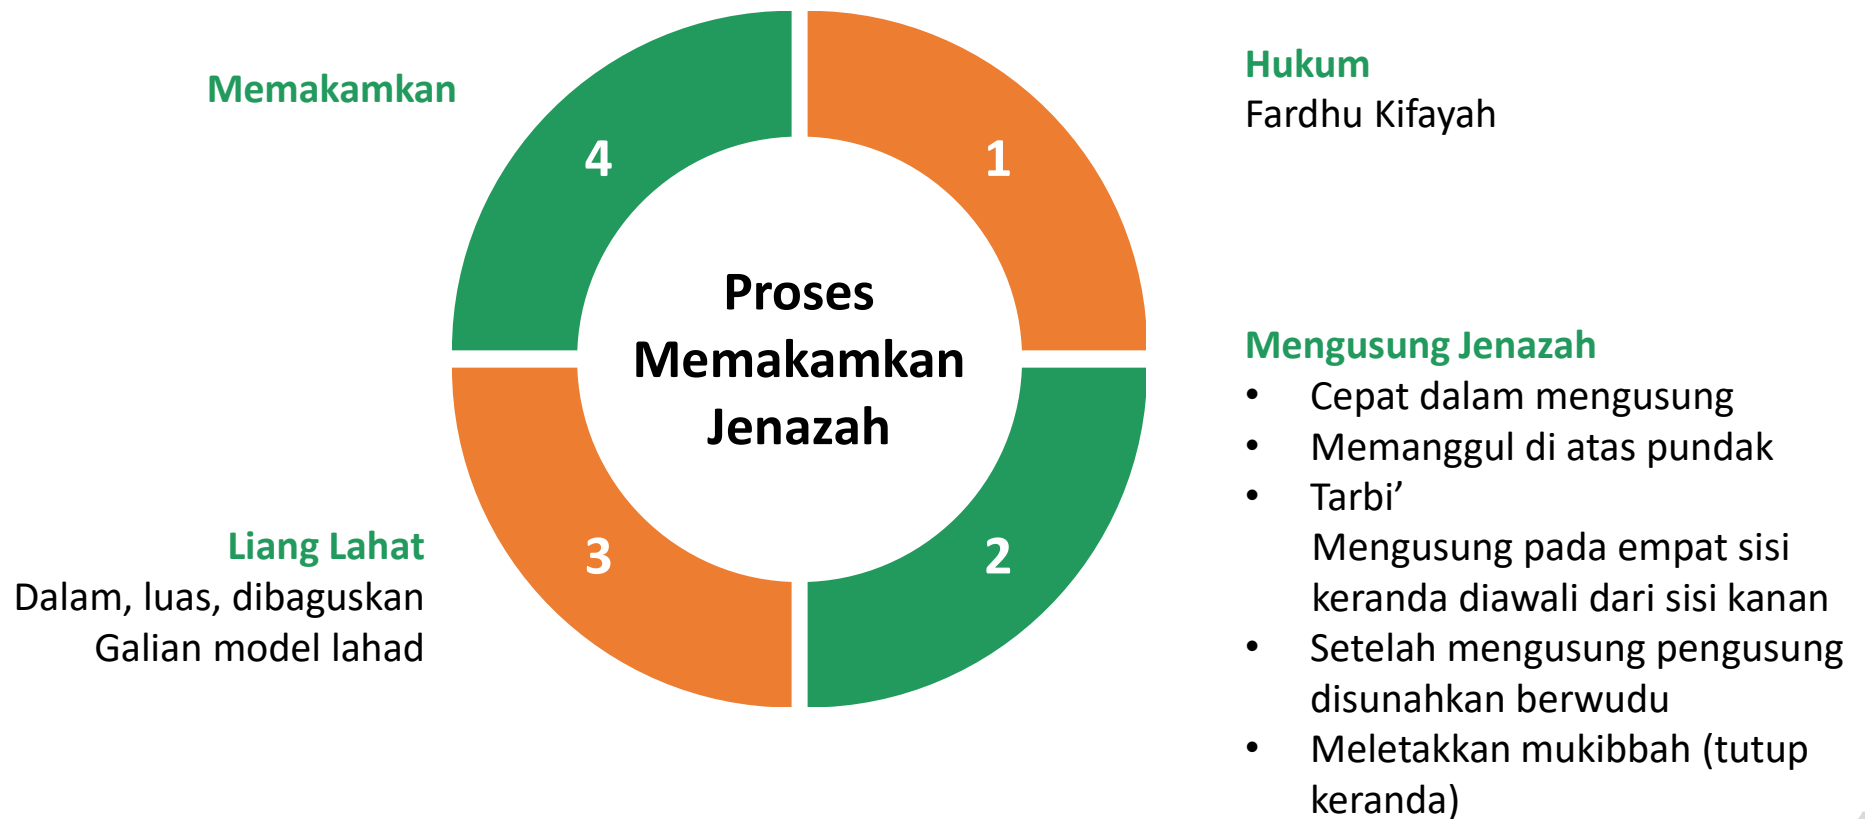 Proses
Memakamkan
Jenazah
1
Hukum
Fardhu Kifayah
2
Mengusung Jenazah
• Cepat dalam mengusung
• Memanggul di atas pundak
• Tarbi’
Mengusung pada empat sisi
keranda diawali dari sisi kanan
• Setelah mengusung pengusung
disunahkan berwudu
• Meletakkan mukibbah (tutup
keranda)
3
Liang Lahat
Dalam, luas, dibaguskan
Galian model lahad
4
Memakamkan